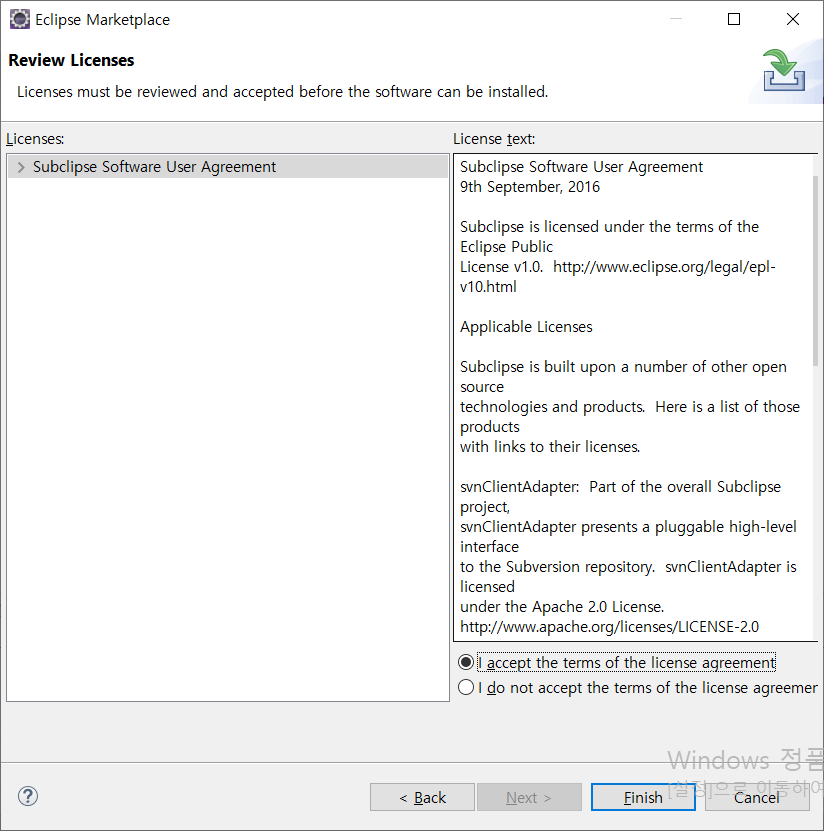 Eclipse Marketplace
Review Licenses
Licenses must be reviewed and accepted before the software can be installed.
Licenses:
Subclipse Software User Agreement
License text:
Subclipse Software User Agreement
9th September, 2016
Subclipse is licensed under the terms of the
Eclipse Public
License v1.0.  http://www.eclipse.org/legal/epl-
v10.html
Applicable Licenses
Subclipse is built upon a number of other open
source
technologies and products.  Here is a list of those
products
with links to their licenses.
svnClientAdapter:  Part of the overall Subclipse
project,
svnClientAdapter presents a pluggable high-level
interface
to the Subversion repository.  svnClientAdapter is
licensed
under the Apache 2.0 License.
http://www.apache.org/licenses/LICENSE-2.0
I accept the terms of the license agreement
I do not accept the terms of the license agreemer
Windows 정품
[설정]으로 이동하여
?
< Back
Next >
Finish
Cancel